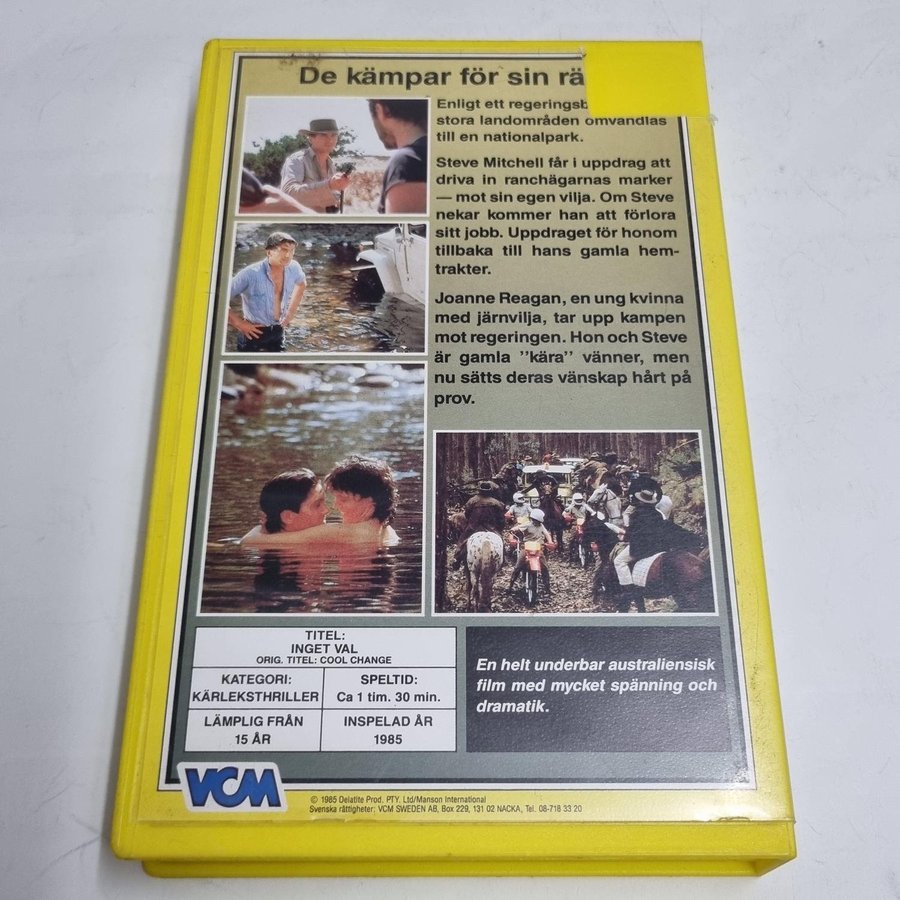 De kämpar för sin
Enligt ett
stora landområden omvandlas
till en nationalpark.
Steve Mitchell får i uppdrag att
driva in ranchägarnas marker
— mot sin egen vilja. Om Steve
nekar kommer han att förlora
sitt jobb. Uppdraget för honom
tillbaka till hans gamla hem-
trakter.
Joanne Reagan, en ung kvinna
med järnvilja, tar upp kampen
mot regeringen. Hon och Steve
är gamla ”kära” vänner, men
nu sätts deras vänskap hårt på
prov.
TITEL:
INGET VAL
ORIG. TITEL: COOL CHANGE
KATEGORI:
KÄRLEKSTHRILLER
SPELTID:
Ca 1 tim. 30 min.
LÄMPLIG FRÅN
15 ÅR
INSPELAD ÅR
1985
En helt underbar australiensisk
film med mycket spänning och
dramatik.
VCM
© 1985 Delatite Prod. PTY. Ltd/Manson International
Svenska rättigheter: VCM SWEDEN AB, Box 229, 131 02 NACKA, Tel. 08-718 33 20